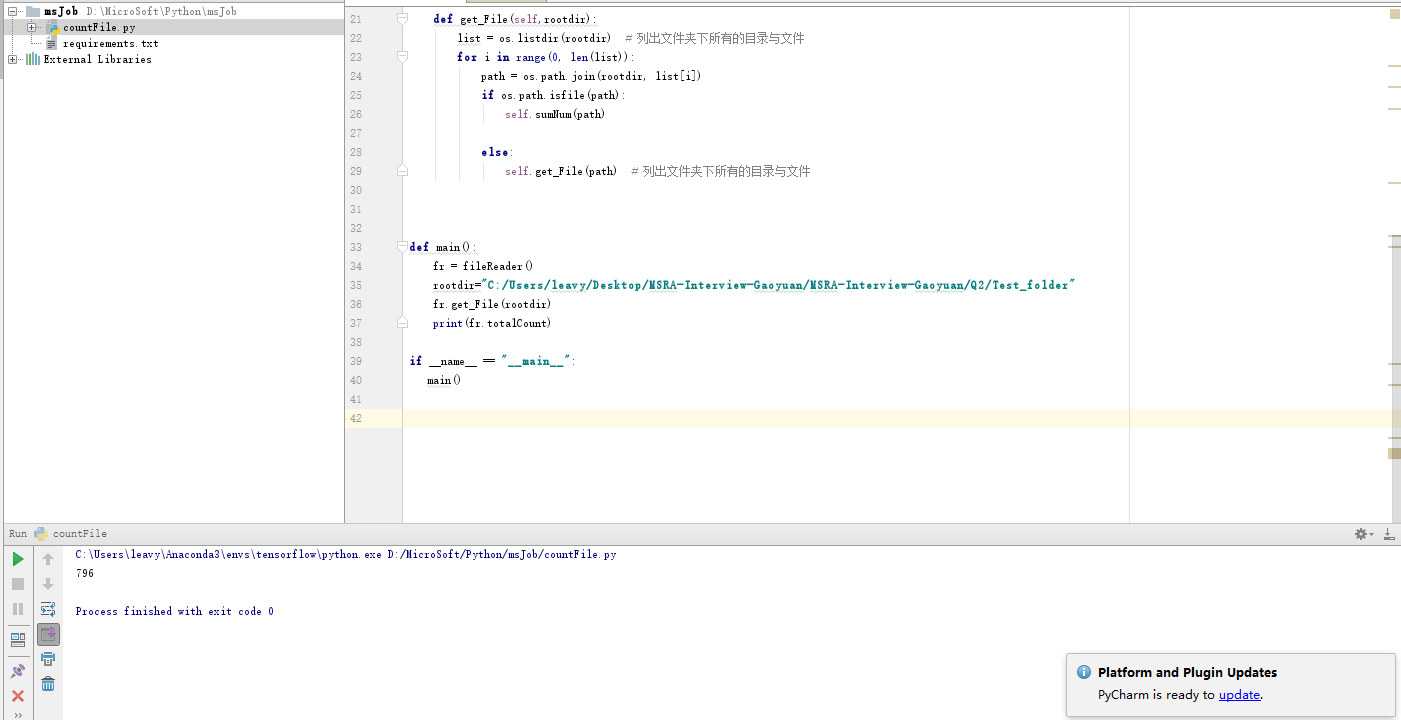 msJob D:\MicroSoft\Python\msJob
countFile.py
requirements.txt
External Libraries
21 def get_File(self,rootdir):
22 list = os.listdir(rootdir) # 列出文件夹下所有的目录与文件
23 for i in range(0, len(list)):
24 path = os.path.join(rootdir, list[i])
25 if os.path.isfile(path):
26 self.sumNum(path)
27
28 else:
29 self.get_File(path) # 列出文件夹下所有的目录与文件
30
31
32
33 def main():
34 fr = fileReader()
35 rootdir="C:/Users/leavy/Desktop/MSRA-Interview-Gaoyuan/MSRA-Interview-Gaoyuan/Q2/Test_folder"
36 fr.get_File(rootdir)
37 print(fr.totalCount)
38
39 if __name__ == "__main__":
40 main()
41
42
Run countFile
C:\Users\leavy\Anaconda3\envs\tensorflow\python.exe D:/MicroSoft/Python/msJob/countFile.py
796
Process finished with exit code 0
Platform and Plugin Updates
PyCharm is ready to update.